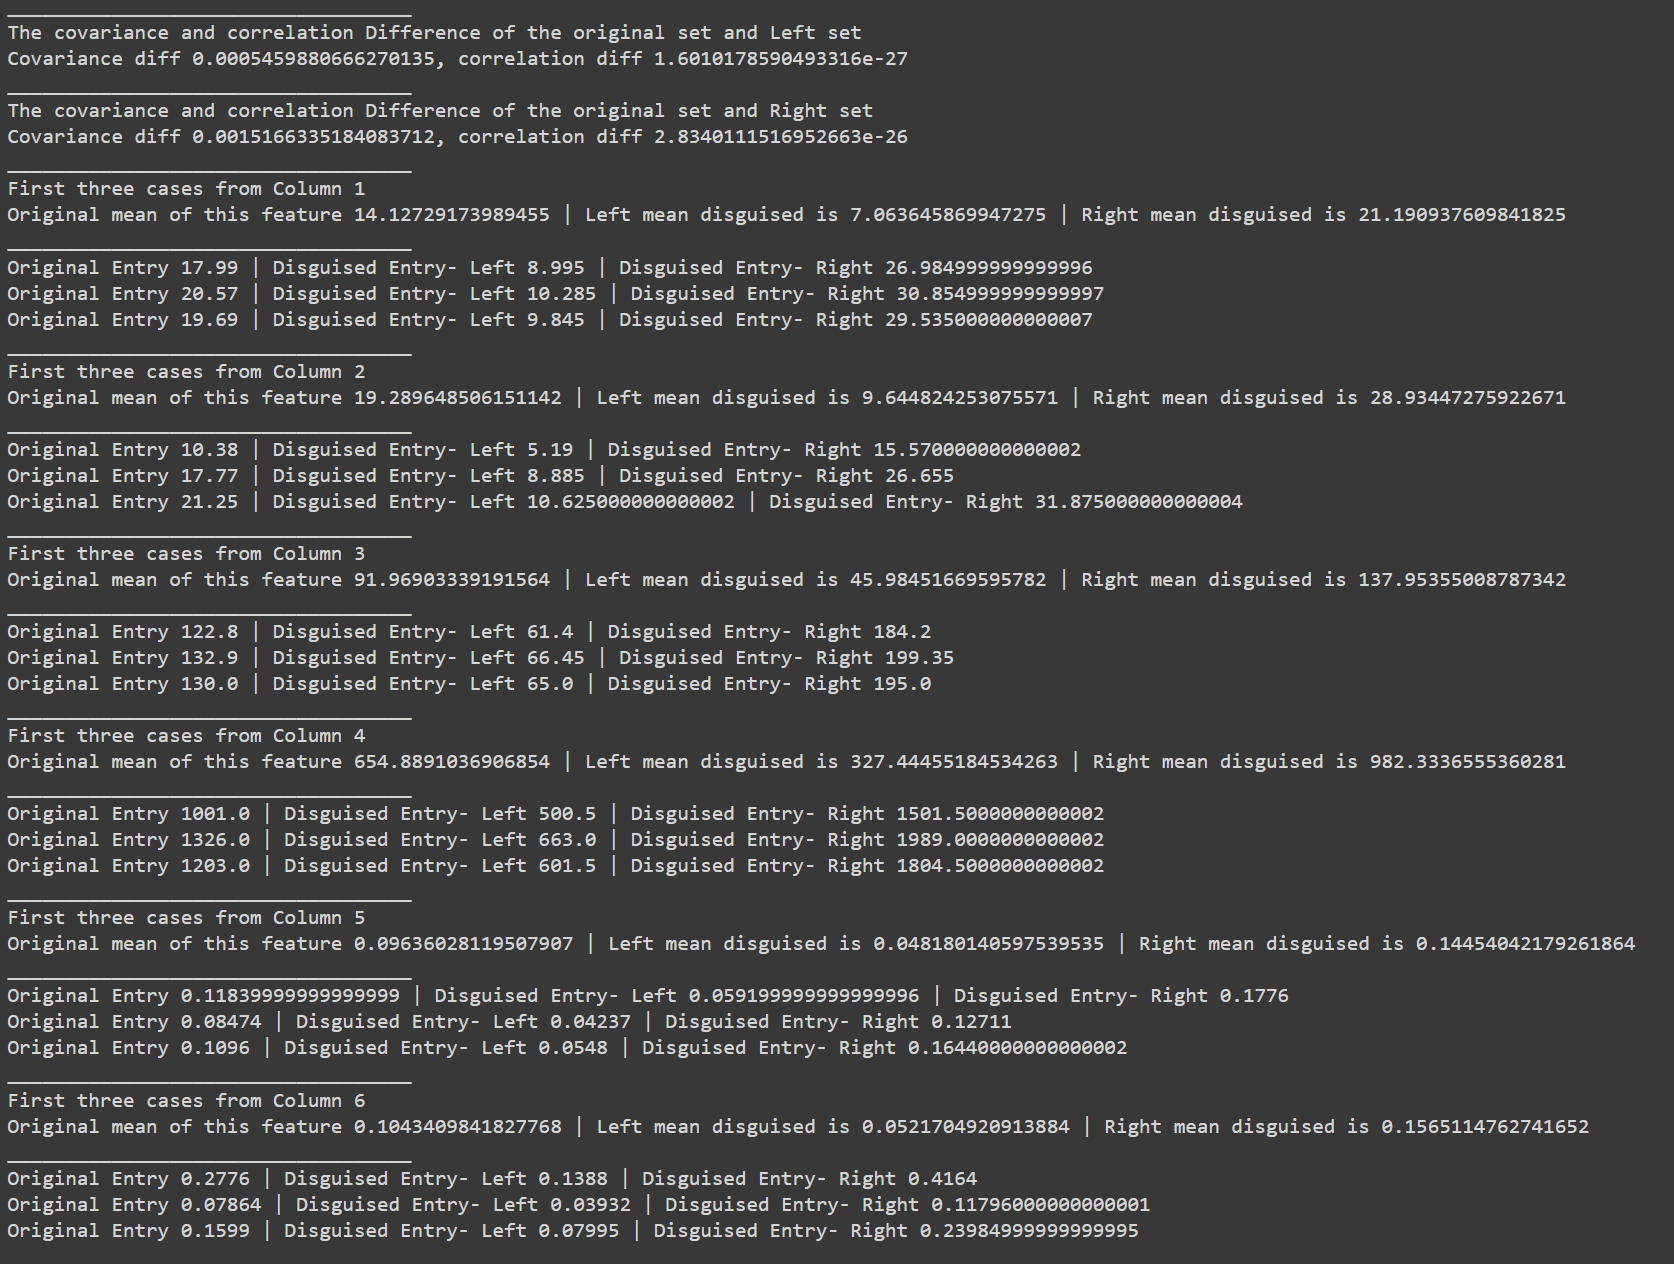 ___________________________________
The covariance and correlation Difference of the original set and Left set
Covariance diff 0.0005459880666270135, correlation diff 1.6010178590493316e-27
___________________________________
The covariance and correlation Difference of the original set and Right set
Covariance diff 0.0015166335184083712, correlation diff 2.8340111516952663e-26
___________________________________
First three cases from Column 1
Original mean of this feature 14.12729173989455 | Left mean disguised is 7.063645869947275 | Right mean disguised is 21.190937609841825
___________________________________
Original Entry 17.99 | Disguised Entry- Left 8.995 | Disguised Entry- Right 26.984999999999996
Original Entry 20.57 | Disguised Entry- Left 10.285 | Disguised Entry- Right 30.854999999999997
Original Entry 19.69 | Disguised Entry- Left 9.845 | Disguised Entry- Right 29.535000000000007
___________________________________
First three cases from Column 2
Original mean of this feature 19.289648506151142 | Left mean disguised is 9.644824253075571 | Right mean disguised is 28.93447275922671
___________________________________
Original Entry 10.38 | Disguised Entry- Left 5.19 | Disguised Entry- Right 15.570000000000002
Original Entry 17.77 | Disguised Entry- Left 8.885 | Disguised Entry- Right 26.655
Original Entry 21.25 | Disguised Entry- Left 10.625000000000002 | Disguised Entry- Right 31.875000000000004
___________________________________
First three cases from Column 3
Original mean of this feature 91.96903339191564 | Left mean disguised is 45.98451669595782 | Right mean disguised is 137.95355008787342
___________________________________
Original Entry 122.8 | Disguised Entry- Left 61.4 | Disguised Entry- Right 184.2
Original Entry 132.9 | Disguised Entry- Left 66.45 | Disguised Entry- Right 199.35
Original Entry 130.0 | Disguised Entry- Left 65.0 | Disguised Entry- Right 195.0
___________________________________
First three cases from Column 4
Original mean of this feature 654.8891036906854 | Left mean disguised is 327.44455184534263 | Right mean disguised is 982.3336555360281
___________________________________
Original Entry 1001.0 | Disguised Entry- Left 500.5 | Disguised Entry- Right 1501.5000000000002
Original Entry 1326.0 | Disguised Entry- Left 663.0 | Disguised Entry- Right 1989.0000000000002
Original Entry 1203.0 | Disguised Entry- Left 601.5 | Disguised Entry- Right 1804.5000000000002
___________________________________
First three cases from Column 5
Original mean of this feature 0.09636028119507907 | Left mean disguised is 0.048180140597539535 | Right mean disguised is 0.14454042179261864
___________________________________
Original Entry 0.11839999999999999 | Disguised Entry- Left 0.059199999999999996 | Disguised Entry- Right 0.1776
Original Entry 0.08474 | Disguised Entry- Left 0.04237 | Disguised Entry- Right 0.12711
Original Entry 0.1096 | Disguised Entry- Left 0.0548 | Disguised Entry- Right 0.16440000000000002
___________________________________
First three cases from Column 6
Original mean of this feature 0.1043409841827768 | Left mean disguised is 0.0521704920913884 | Right mean disguised is 0.1565114762741652
___________________________________
Original Entry 0.2776 | Disguised Entry- Left 0.1388 | Disguised Entry- Right 0.4164
Original Entry 0.07864 | Disguised Entry- Left 0.03932 | Disguised Entry- Right 0.11796000000000001
Original Entry 0.1599 | Disguised Entry- Left 0.07995 | Disguised Entry- Right 0.23984999999999995